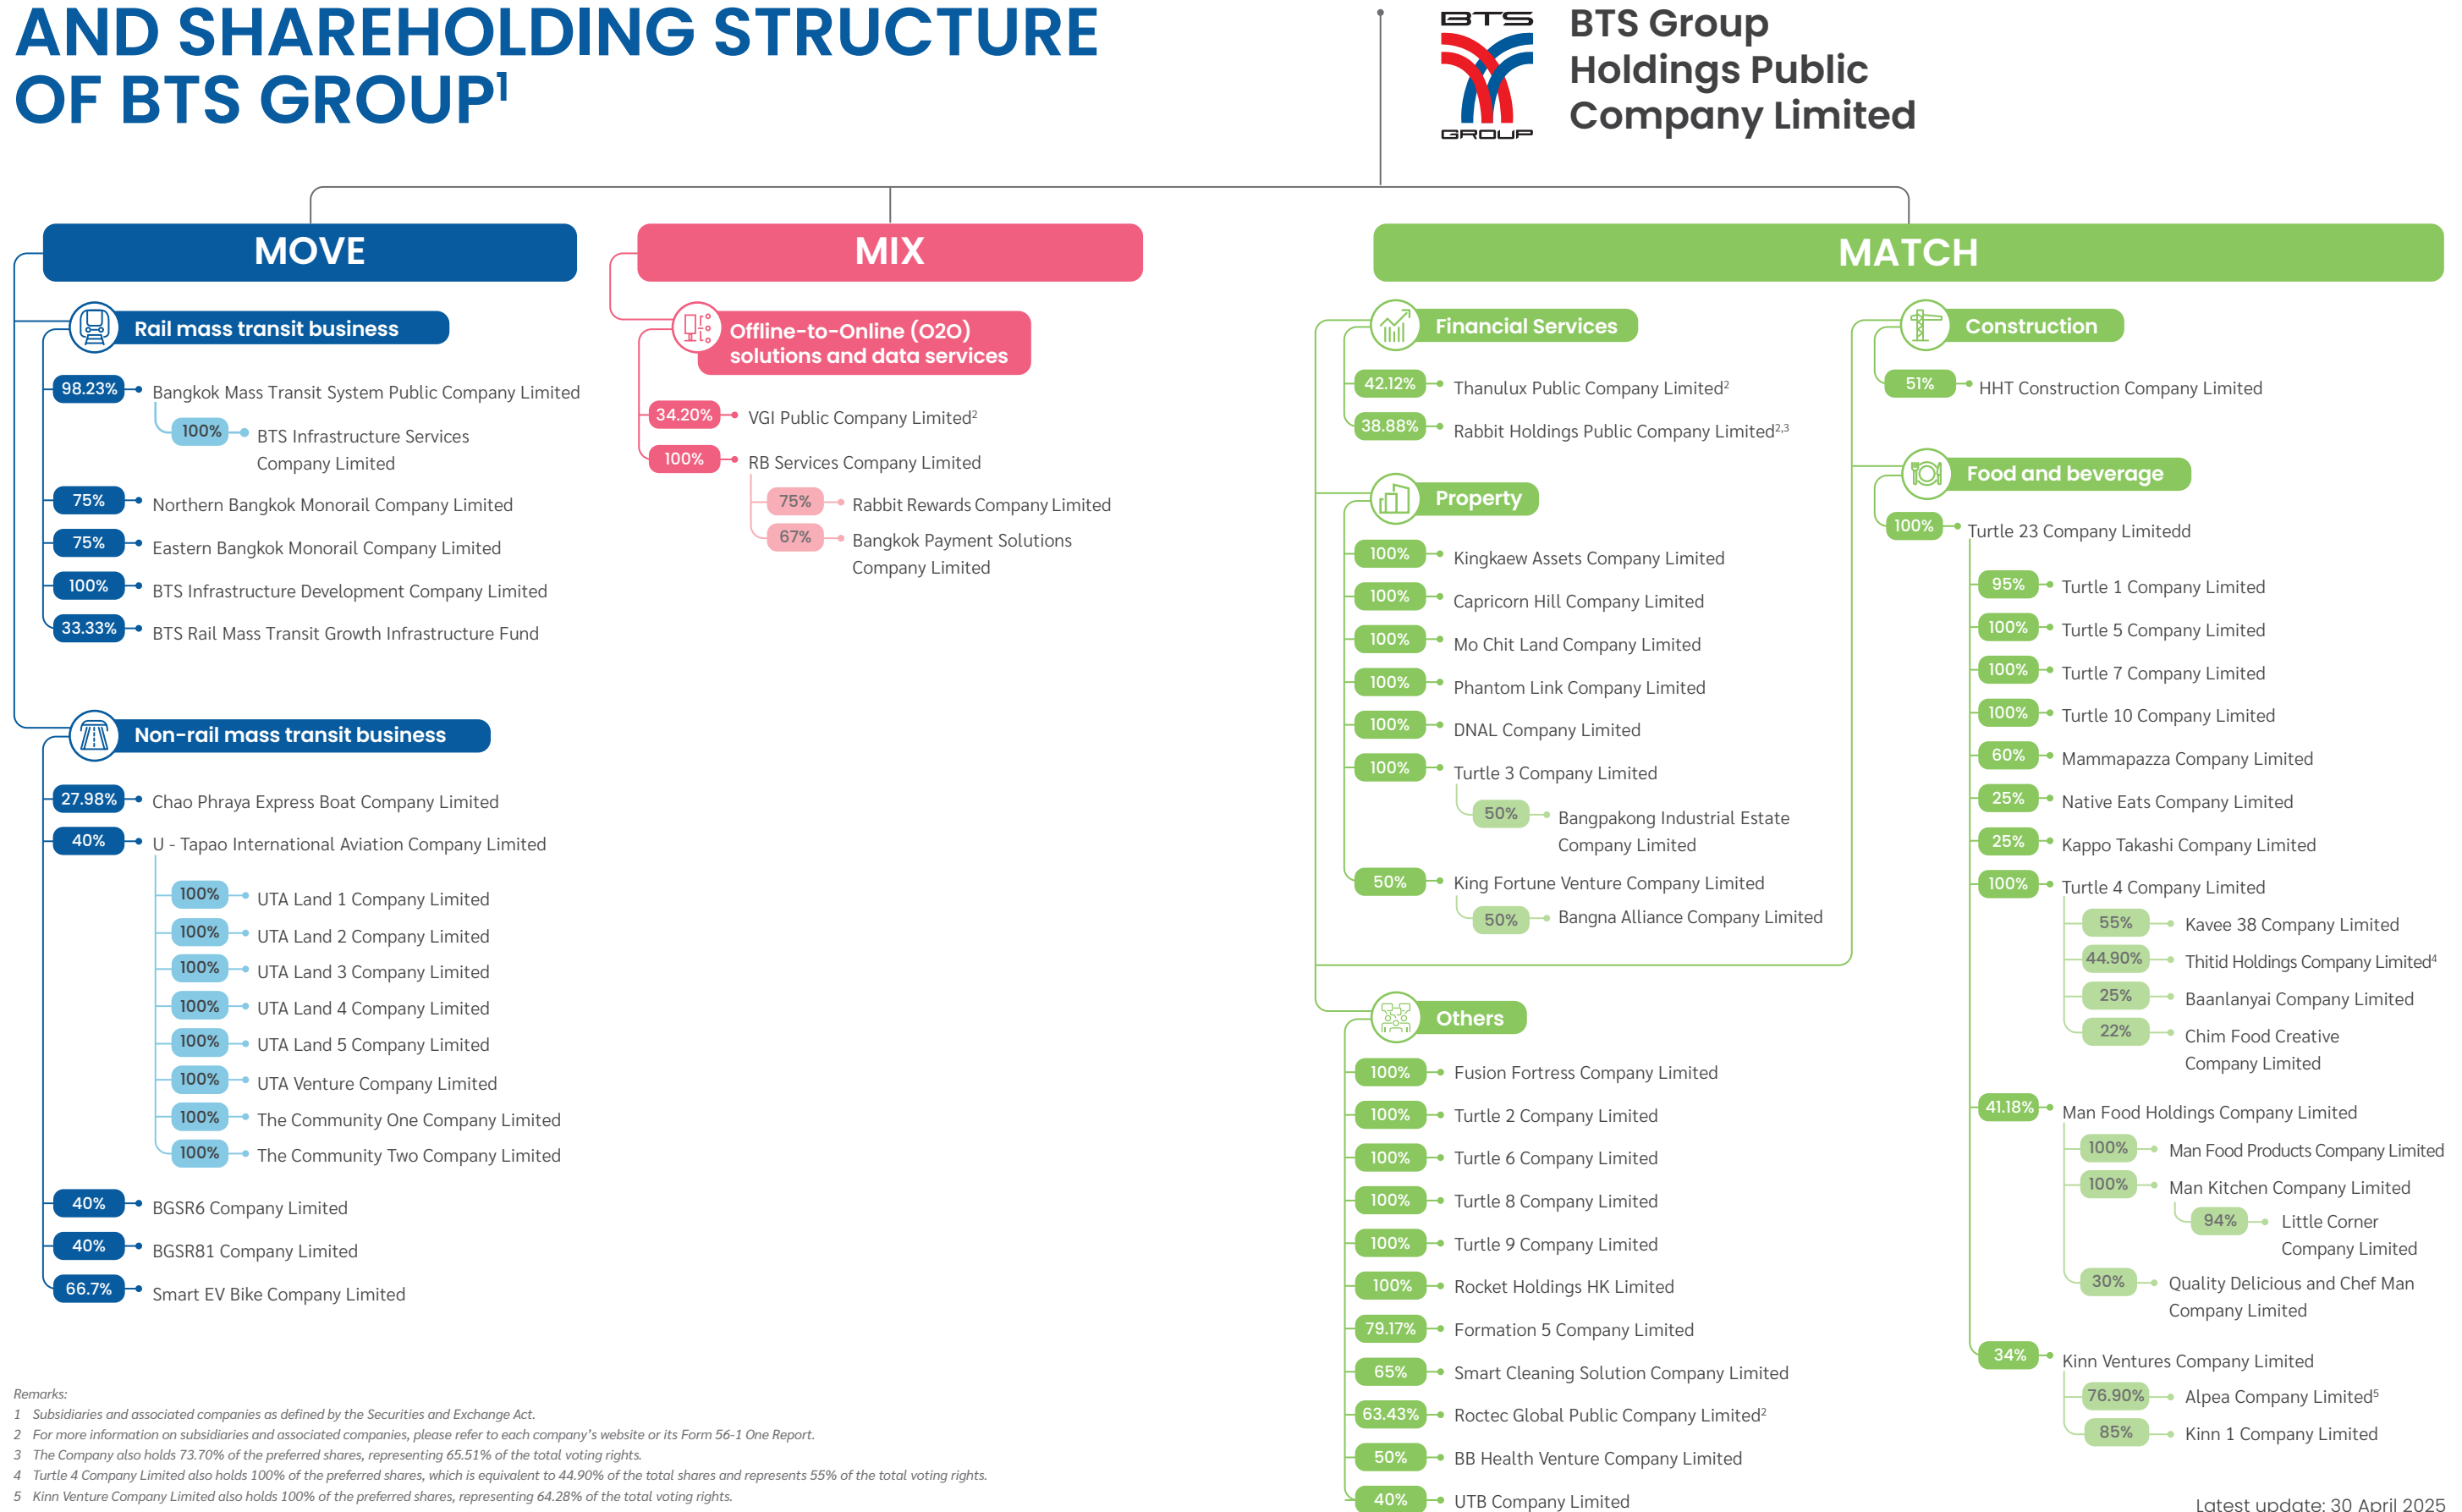 AND SHAREHOLDING STRUCTURE
OF BTS GROUP1
BTS
GROUP
BTS Group
Holdings Public
Company Limited
MOVE
Rail mass transit business
98.23% Bangkok Mass Transit System Public Company Limited
100% BTS Infrastructure Services
Company Limited
75% Northern Bangkok Monorail Company Limited
75% Eastern Bangkok Monorail Company Limited
100% BTS Infrastructure Development Company Limited
33.33% BTS Rail Mass Transit Growth Infrastructure Fund
Non-rail mass transit business
27.98% Chao Phraya Express Boat Company Limited
40% U - Tapao International Aviation Company Limited
100% UTA Land 1 Company Limited
100% UTA Land 2 Company Limited
100% UTA Land 3 Company Limited
100% UTA Land 4 Company Limited
100% UTA Land 5 Company Limited
100% UTA Venture Company Limited
100% The Community One Company Limited
100% The Community Two Company Limited
40% BGSR6 Company Limited
40% BGSR81 Company Limited
66.7% Smart EV Bike Company Limited
MIX
Offline-to-Online (O2O)
solutions and data services
34.20% VGI Public Company Limited2
100% RB Services Company Limited
75% Rabbit Rewards Company Limited
67% Bangkok Payment Solutions
Company Limited
MATCH
Financial Services
42.12% Thanulux Public Company Limited2
38.88% Rabbit Holdings Public Company Limited2,3
Property
100% Kingkaew Assets Company Limited
100% Capricorn Hill Company Limited
100% Mo Chit Land Company Limited
100% Phantom Link Company Limited
100% DNAL Company Limited
100% Turtle 3 Company Limited
50% Bangpakong Industrial Estate
Company Limited
50% King Fortune Venture Company Limited
50% Bangna Alliance Company Limited
Others
100% Fusion Fortress Company Limited
100% Turtle 2 Company Limited
100% Turtle 6 Company Limited
100% Turtle 8 Company Limited
100% Turtle 9 Company Limited
100% Rocket Holdings HK Limited
79.17% Formation 5 Company Limited
65% Smart Cleaning Solution Company Limited
63.43% Roctec Global Public Company Limited2
50% BB Health Venture Company Limited
40% UTB Company Limited
Construction
51% HHT Construction Company Limited
Food and beverage
100% Turtle 23 Company Limitedd
95% Turtle 1 Company Limited
100% Turtle 5 Company Limited
100% Turtle 7 Company Limited
100% Turtle 10 Company Limited
60% Mammapazza Company Limited
25% Native Eats Company Limited
25% Kappo Takashi Company Limited
100% Turtle 4 Company Limited
55% Kavee 38 Company Limited
44.90% Thitid Holdings Company Limited4
25% Baanlanyai Company Limited
22% Chim Food Creative
Company Limited
41.18% Man Food Holdings Company Limited
100% Man Food Products Company Limited
100% Man Kitchen Company Limited
94% Little Corner
Company Limited
30% Quality Delicious and Chef Man
Company Limited
34% Kinn Ventures Company Limited
76.90% Alpea Company Limited5
85% Kinn 1 Company Limited
Remarks:
1 Subsidiaries and associated companies as defined by the Securities and Exchange Act.
2 For more information on subsidiaries and associated companies, please refer to each company's website or its Form 56-1 One Report.
3 The Company also holds 73.70% of the preferred shares, representing 65.51% of the total voting rights.
4 Turtle 4 Company Limited also holds 100% of the preferred shares, which is equivalent to 44.90% of the total shares and represents 55% of the total voting rights.
5 Kinn Venture Company Limited also holds 100% of the preferred shares, representing 64.28% of the total voting rights.
Latest update: 30 April 2025